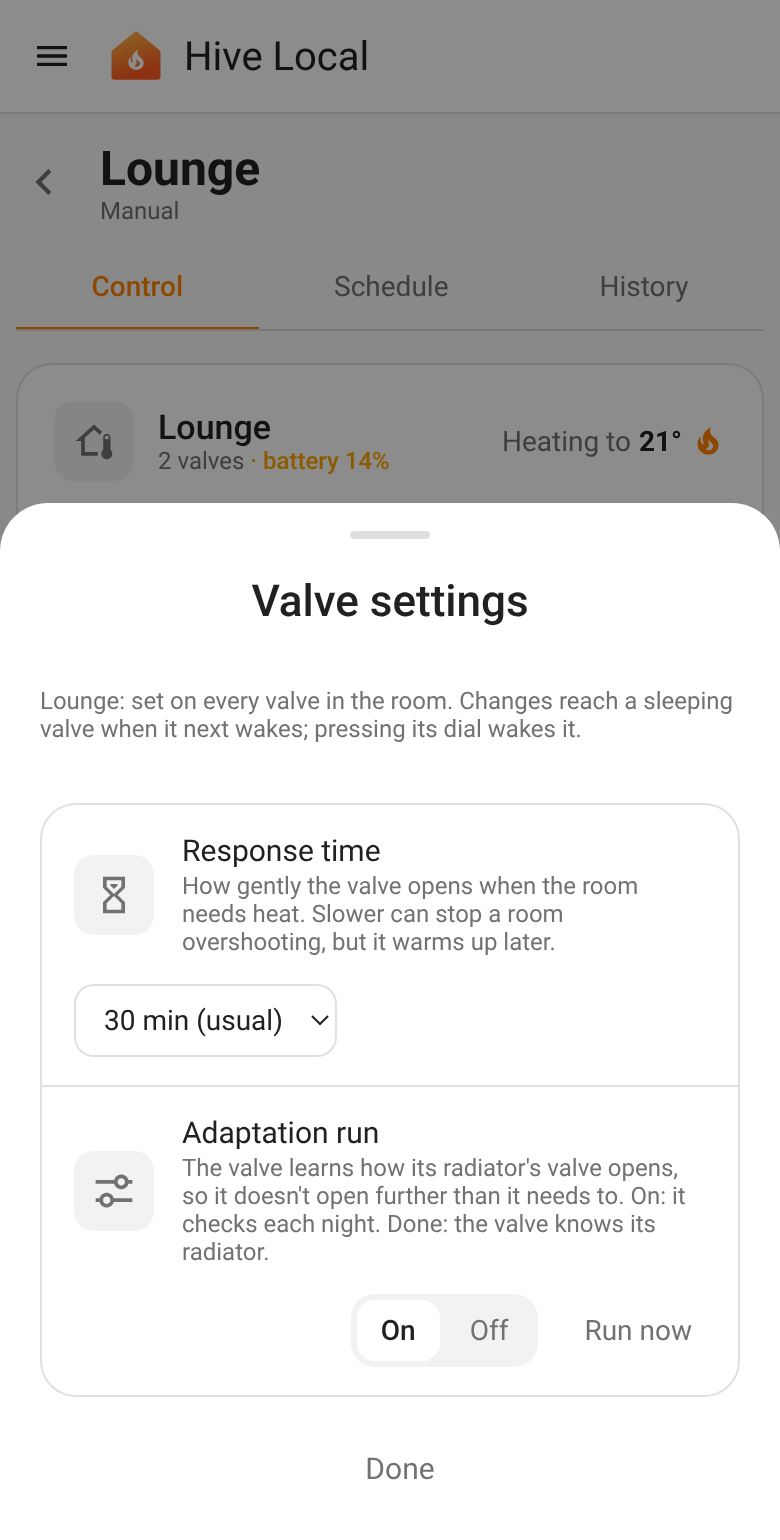 Hive Local
Lounge
Manual
Control
Schedule
History
Lounge
2 valves · battery 14%
Heating to 21°
Valve settings
Lounge: set on every valve in the room. Changes reach a sleeping
valve when it next wakes; pressing its dial wakes it.
Response time
How gently the valve opens when the room
needs heat. Slower can stop a room
overshooting, but it warms up later.
30 min (usual)
Adaptation run
The valve learns how its radiator's valve opens,
so it doesn't open further than it needs to. On: it
checks each night. Done: the valve knows its
radiator.
On
Off
Run now
Done